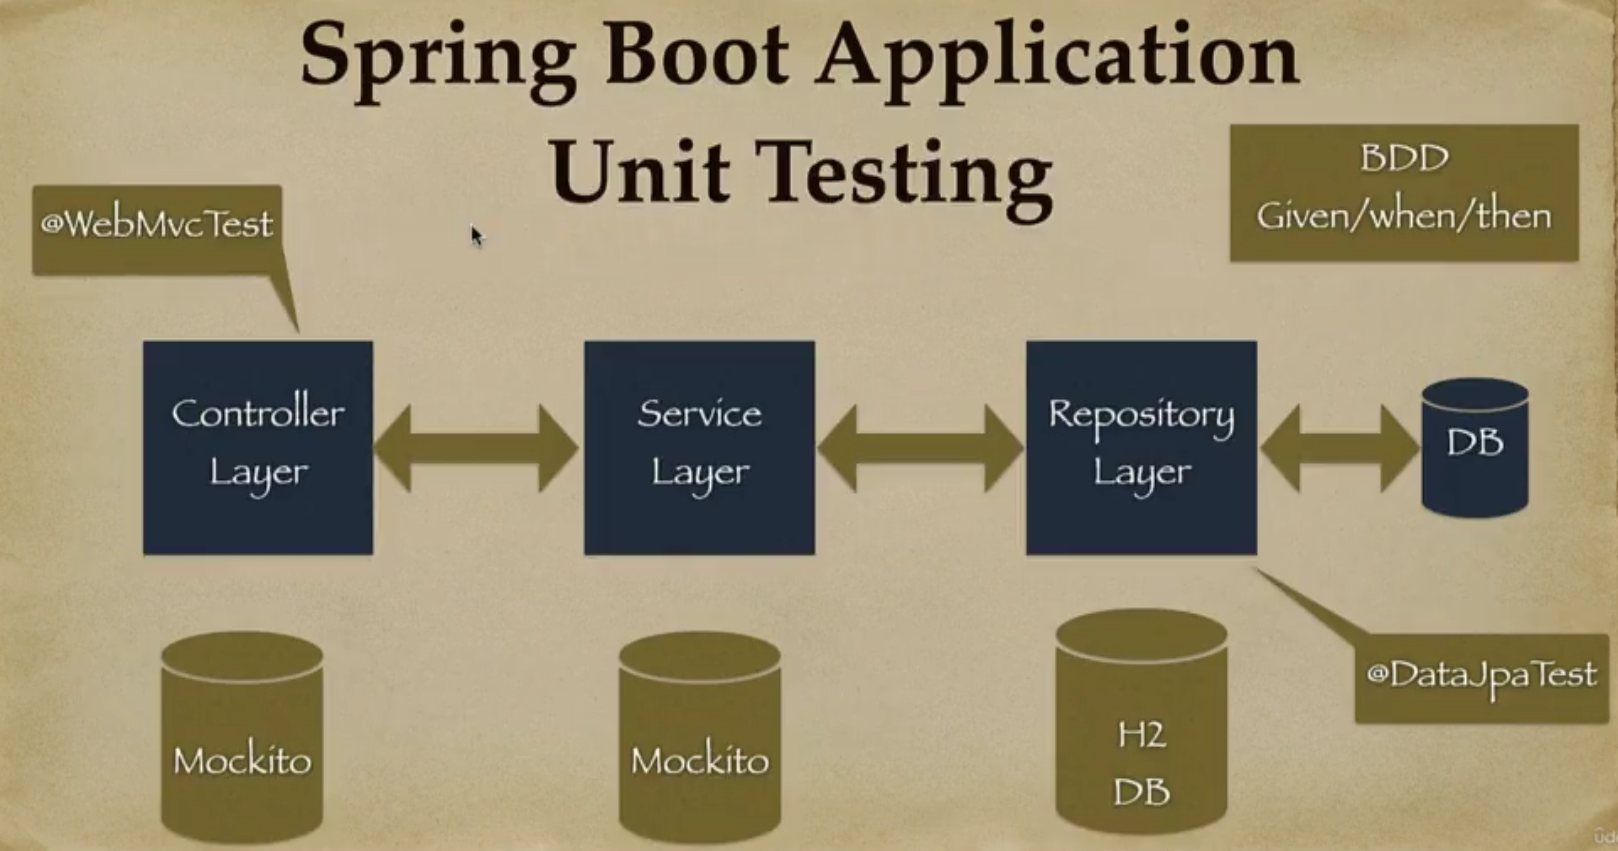 Spring Boot Application
Unit Testing
BDD
Given/when/then
@WebMvcTest
Controller
Layer
Service
Layer
Repository
Layer
DB
@DataJpaTest
Mockito
Mockito
H2
DB